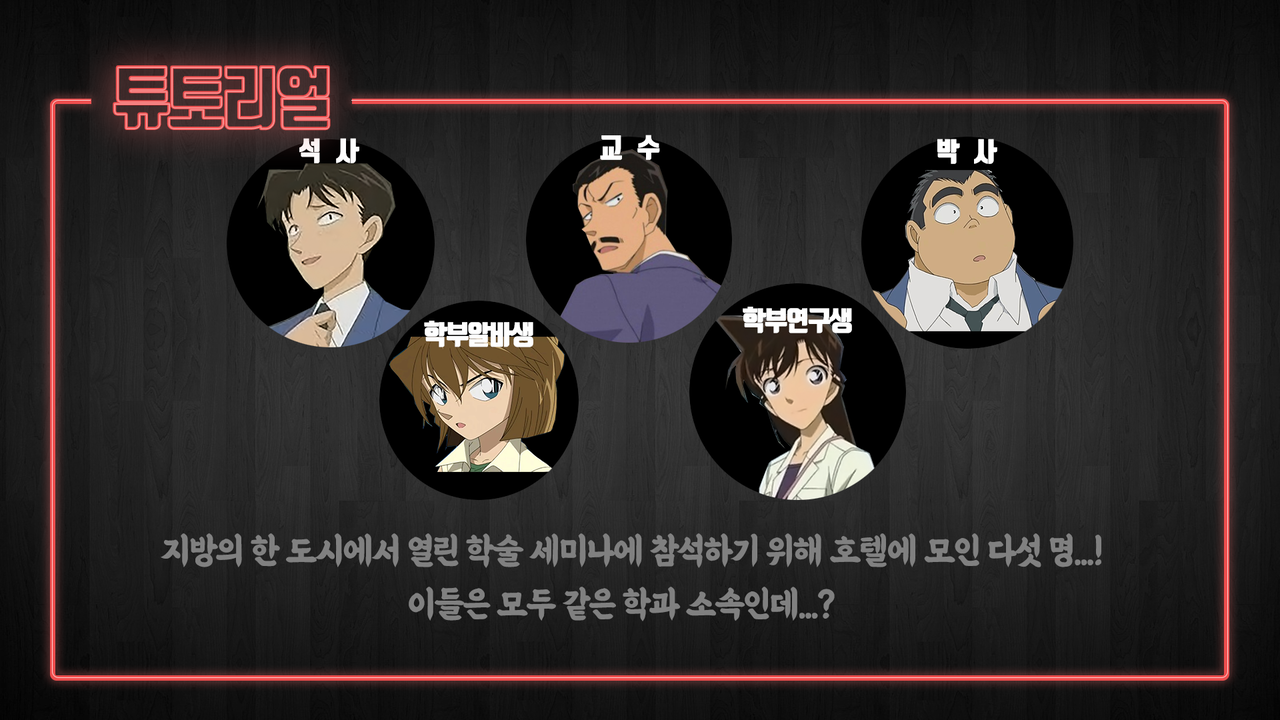 튜토리얼
석 사
교 수
박 사
학부알바생
학부연구생
지방의 한 도시에서 열린 학술 세미나에 참석하기 위해 호텔에 모인 다섯 명...!
이들은 모두 같은 학과 소속인데...?